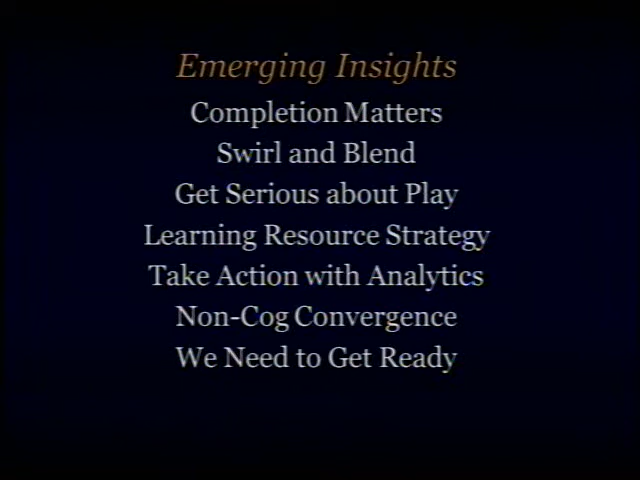 Emerging Insights
Completion Matters
Swirl and Blend
Get Serious about Play
Learning Resource Strategy
Take Action with Analytics
Non-Cog Convergence
We Need to Get Ready